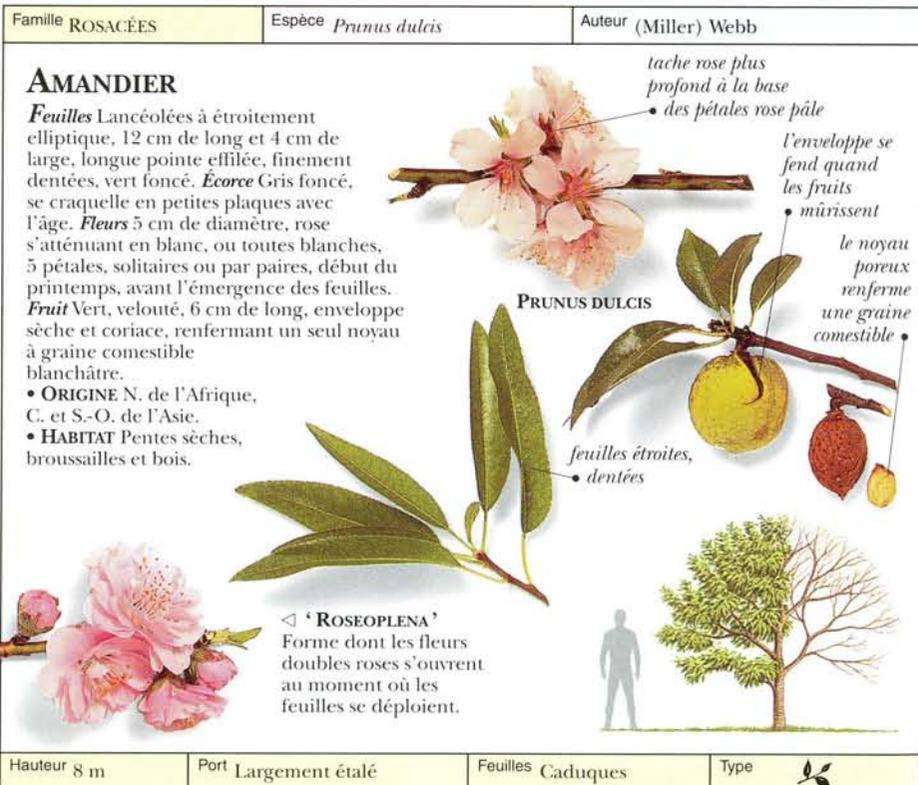 Famille ROSACÉES
Espèce Prunus dulcis
Auteur (Miller) Webb
AMANDIER
Feuilles Lancéolées à étroitement
elliptique, 12 cm de long et 4 cm de
large, longue pointe effilée, finement
dentées, vert foncé. Écorce Gris foncé,
se craquelle en petites plaques avec
l'âge. Fleurs 5 cm de diamètre, rose
s'atténuant en blanc, ou toutes blanches,
5 pétales, solitaires ou par paires, début du
printemps, avant l'émergence des feuilles.
Fruit Vert, velouté, 6 cm de long, enveloppe
sèche et coriace, renfermant un seul noyau
à graine comestible
blanchâtre.
• ORIGINE N. de l'Afrique,
C. et S.-O. de l'Asie.
• HABITAT Pentes sèches,
broussailles et bois.
tache rose plus
profond à la base
• des pétales rose pâle
l'enveloppe se
fend quand
les fruits
• mûrissent
le noyau
poreux
renferme
une graine
comestible •
PRUNUS DULCIS
feuilles étroites,
• dentées
◁ 'ROSEOPLENA'
Forme dont les fleurs
doubles roses s'ouvrent
au moment où les
feuilles se déploient.
Hauteur 8 m
Port Largement étalé
Feuilles Caduques
Type